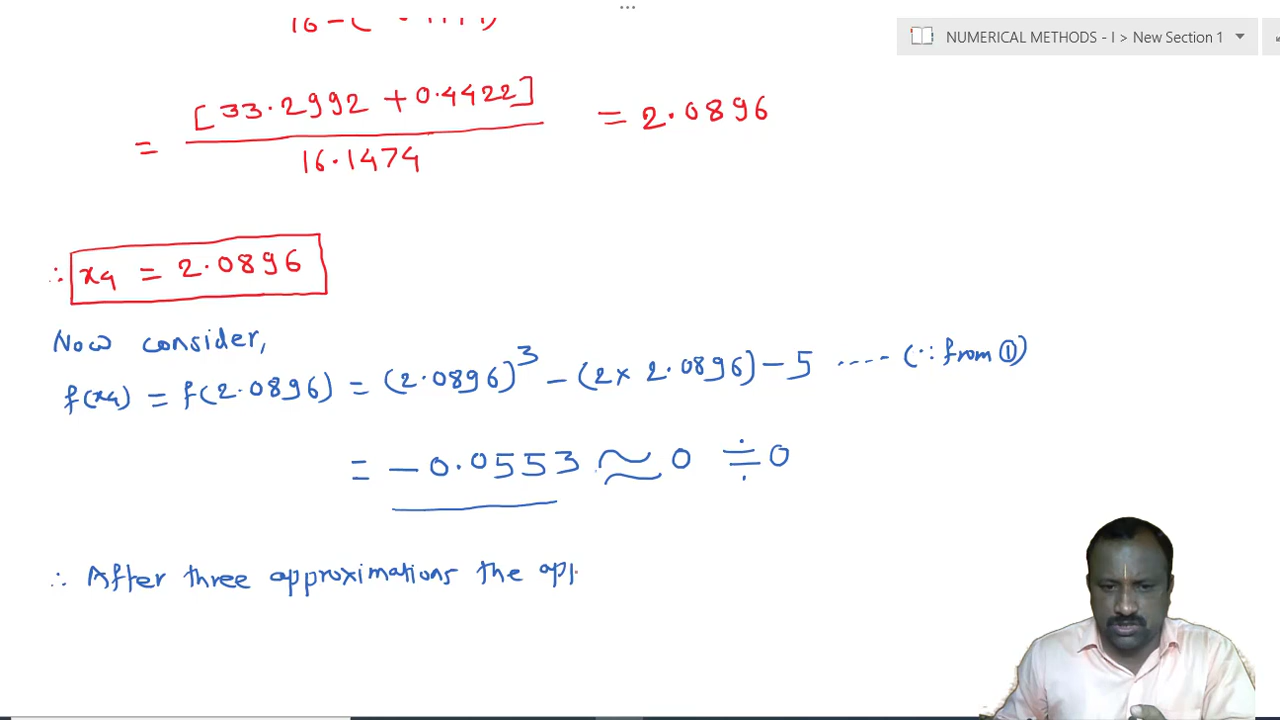 NUMERICAL METHODS - I > New Section 1
= [33.2992 + 0.4422] / 16.1474 = 2.0896
∴ x4 = 2.0896
Now consider,
f(x4) = f(2.0896) = (2.0896)^3 - (2 × 2.0896) - 5 ---- (∵ from ①)
= -0.0553 ≈ 0 ≑ 0
∴ After three approximations the app